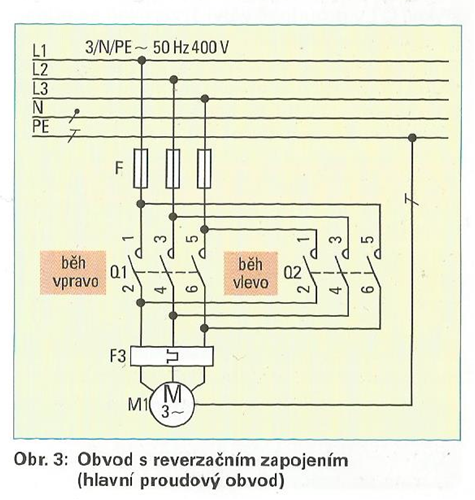 L1 3/N/PE ~ 50 Hz 400 V
L2
L3
N
PE
F
1 3 5
1 3 5
běh
vpravo
Q1
běh
vlevo
Q2
2 4 6
2 4 6
F3
M1
M
3~
Obr. 3: Obvod s reverzačním zapojením
(hlavní proudový obvod)